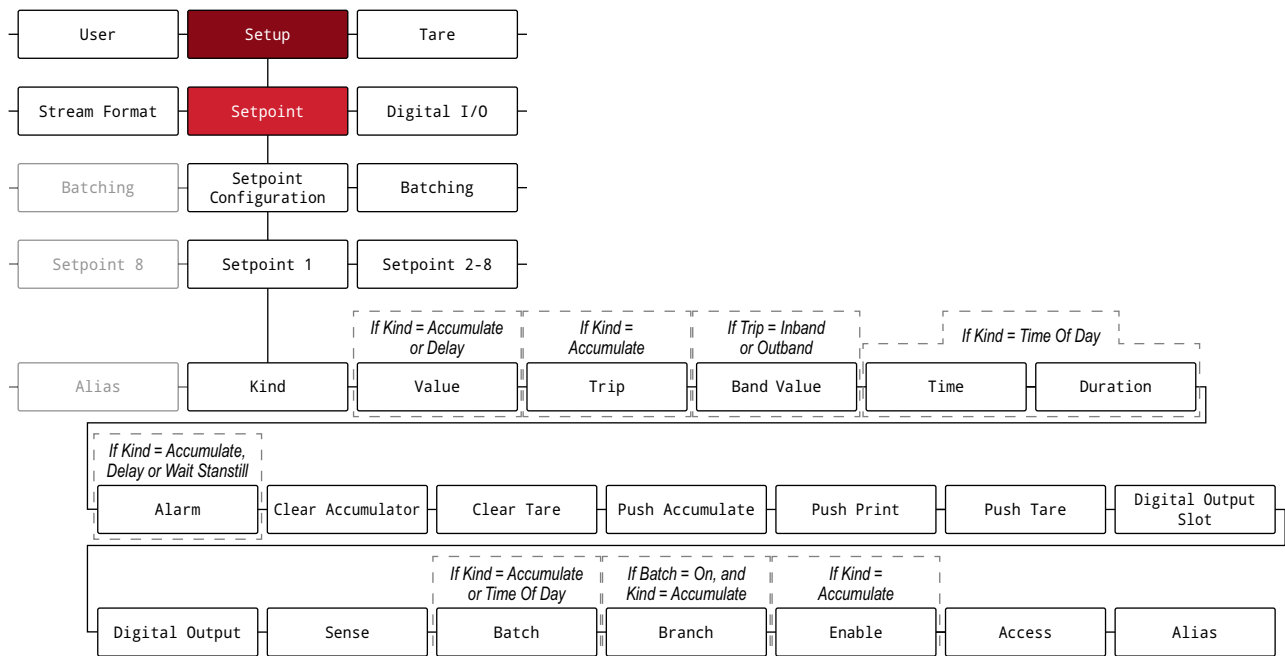 User
Setup
Tare
Stream Format
Setpoint
Digital I/O
Batching
Setpoint
Configuration
Batching
Setpoint 8
Setpoint 1
Setpoint 2-8
If Kind = Accumulate
or Delay
If Kind =
Accumulate
If Trip = Inband
or Outband
If Kind = Time Of Day
Alias
Kind
Value
Trip
Band Value
Time
Duration
If Kind = Accumulate,
Delay or Wait Stanstill
Alarm
Clear Accumulator
Clear Tare
Push Accumulate
Push Print
Push Tare
Digital Output
Slot
If Kind = Accumulate
or Time Of Day
If Batch = On, and
Kind = Accumulate
If Kind =
Accumulate
Digital Output
Sense
Batch
Branch
Enable
Access
Alias